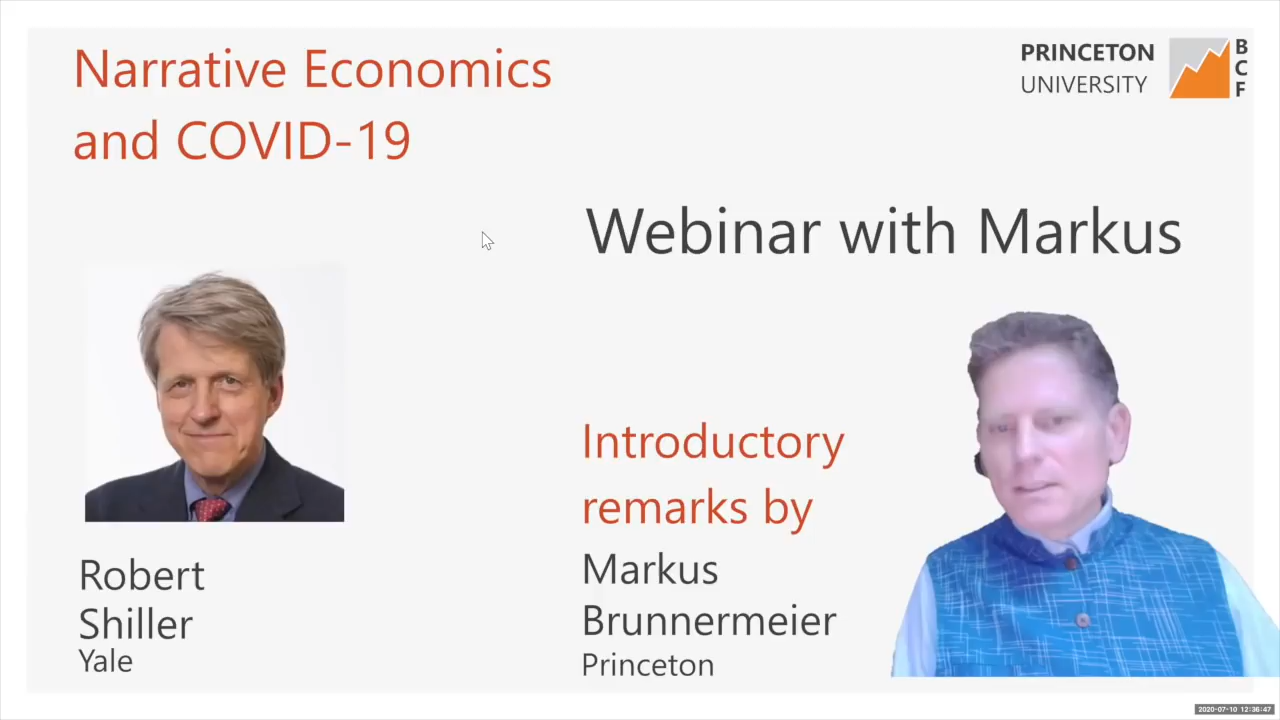 Narrative Economics
and COVID-19
PRINCETON
UNIVERSITY
B
C
F
Webinar with Markus
Introductory
remarks by
Markus
Brunnermeier
Princeton
Robert
Shiller
Yale
2020-07-10 12:36:47